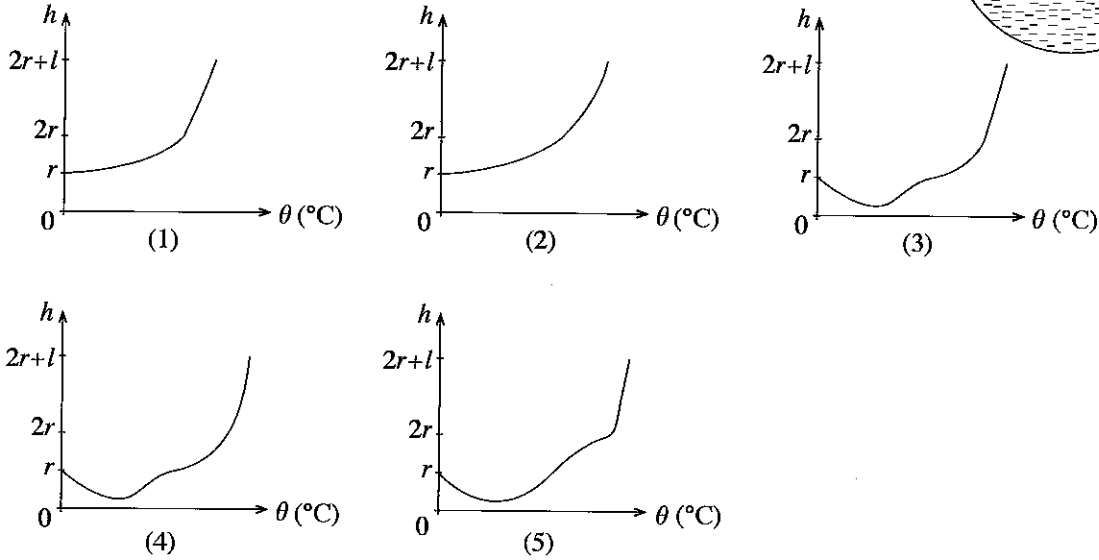 h
2r+l
2r
r
0
θ (°C)
(1)
h
2r+l
2r
r
0
θ (°C)
(2)
h
2r+l
2r
r
0
θ (°C)
(3)
h
2r+l
2r
r
0
θ (°C)
(4)
h
2r+l
2r
r
0
θ (°C)
(5)